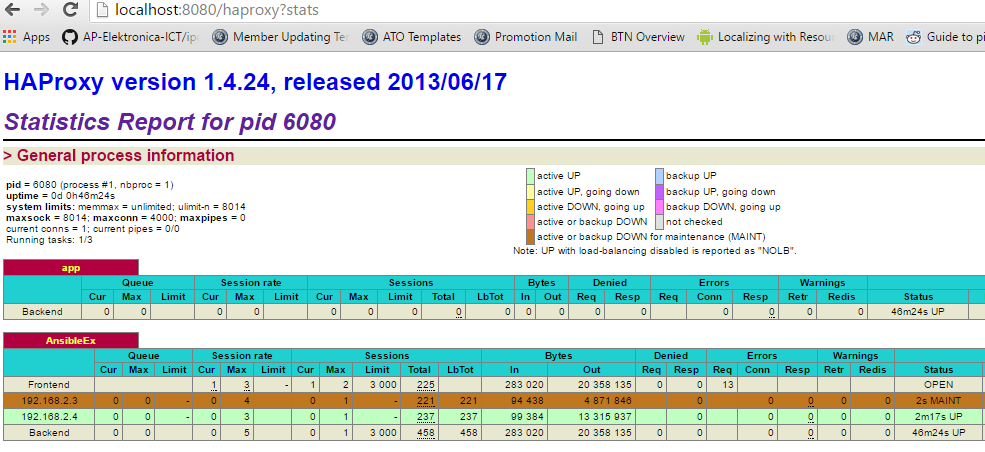 localhost:8080/haproxy?stats
Apps AP-Elektronica-ICT/ip Member Updating Te ATO Templates Promotion Mail BTN Overview Localizing with Resou MAR Guide to pi
HAProxy version 1.4.24, released 2013/06/17
Statistics Report for pid 6080
> General process information
pid = 6080 (process #1, nbproc = 1)
uptime = 0d 0h46m24s
system limits: memmax = unlimited; ulimit-n = 8014
maxsock = 8014; maxconn = 4000; maxpipes = 0
current conns = 1; current pipes = 0/0
Running tasks: 1/3
active UP backup UP
active UP, going down backup UP, going down
active DOWN, going up backup DOWN, going up
active or backup DOWN not checked
active or backup DOWN for maintenance (MAINT)
Note: UP with load-balancing disabled is reported as "NOLB".
app
Queue Session rate Sessions Bytes Denied Errors Warnings
Cur Max Limit Cur Max Limit Cur Max Limit Total LbTot In Out Req Resp Req Conn Resp Retr Redis Status
Backend 0 0 0 0 0 0 0 0 0 0 0 0 0 0 0 0 0 46m24s UP
AnsibleEx
Queue Session rate Sessions Bytes Denied Errors Warnings
Cur Max Limit Cur Max Limit Cur Max Limit Total LbTot In Out Req Resp Req Conn Resp Retr Redis Status
Frontend 1 3 - 1 2 3 000 225 283 020 20 358 135 0 0 13 OPEN
192.168.2.3 0 0 - 0 4 0 1 - 221 221 94 438 4 871 846 0 0 0 0 0 2s MAINT
192.168.2.4 0 0 - 0 3 0 1 - 237 237 99 384 13 315 937 0 0 0 0 0 2m17s UP
Backend 0 0 0 5 0 1 3 000 458 458 283 020 20 358 135 0 0 0 0 0 0 46m24s UP